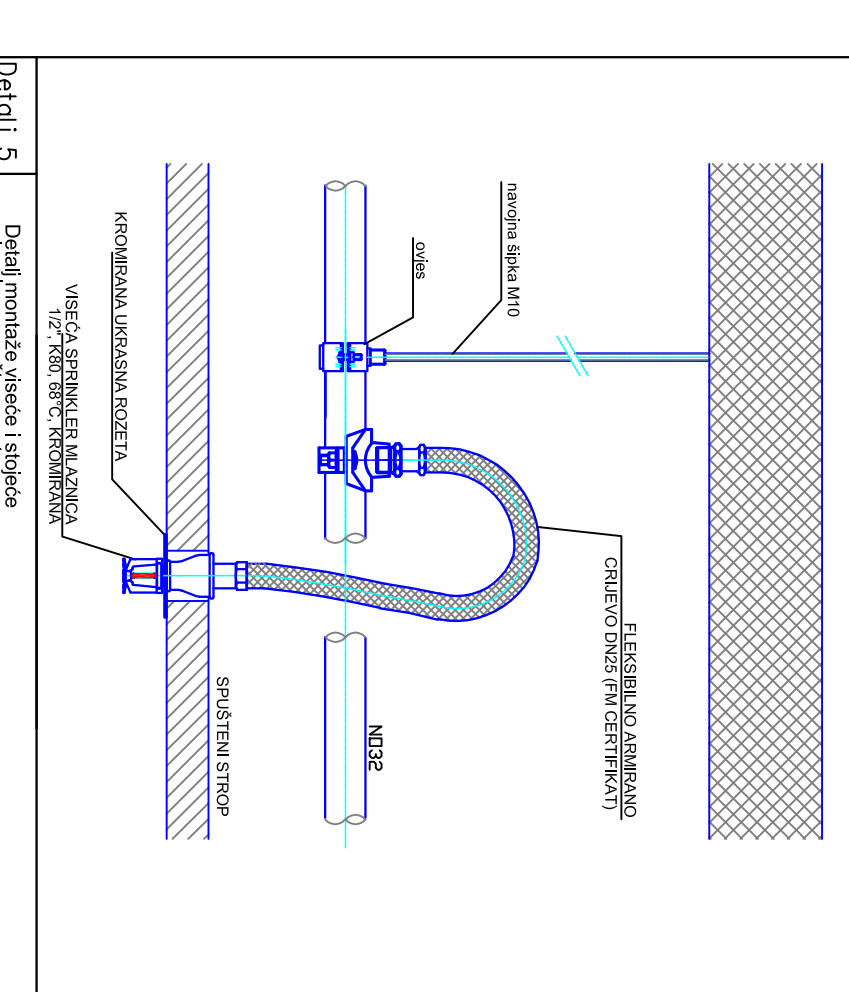 navojna šipka M10
ovjes
FLEKSIBILNO ARMIRANO
CRIJEVO DN25 (FM CERTIFIKAT)
NO32
SPUŠTENI STROP
KROMIRANA UKRASNA ROZETA
VISEĆA SPRINKLER MLAZNICA
1/2", K80, 68°C, KROMIRANA
Detalj 5
Detalj montaže viseće i stojeće